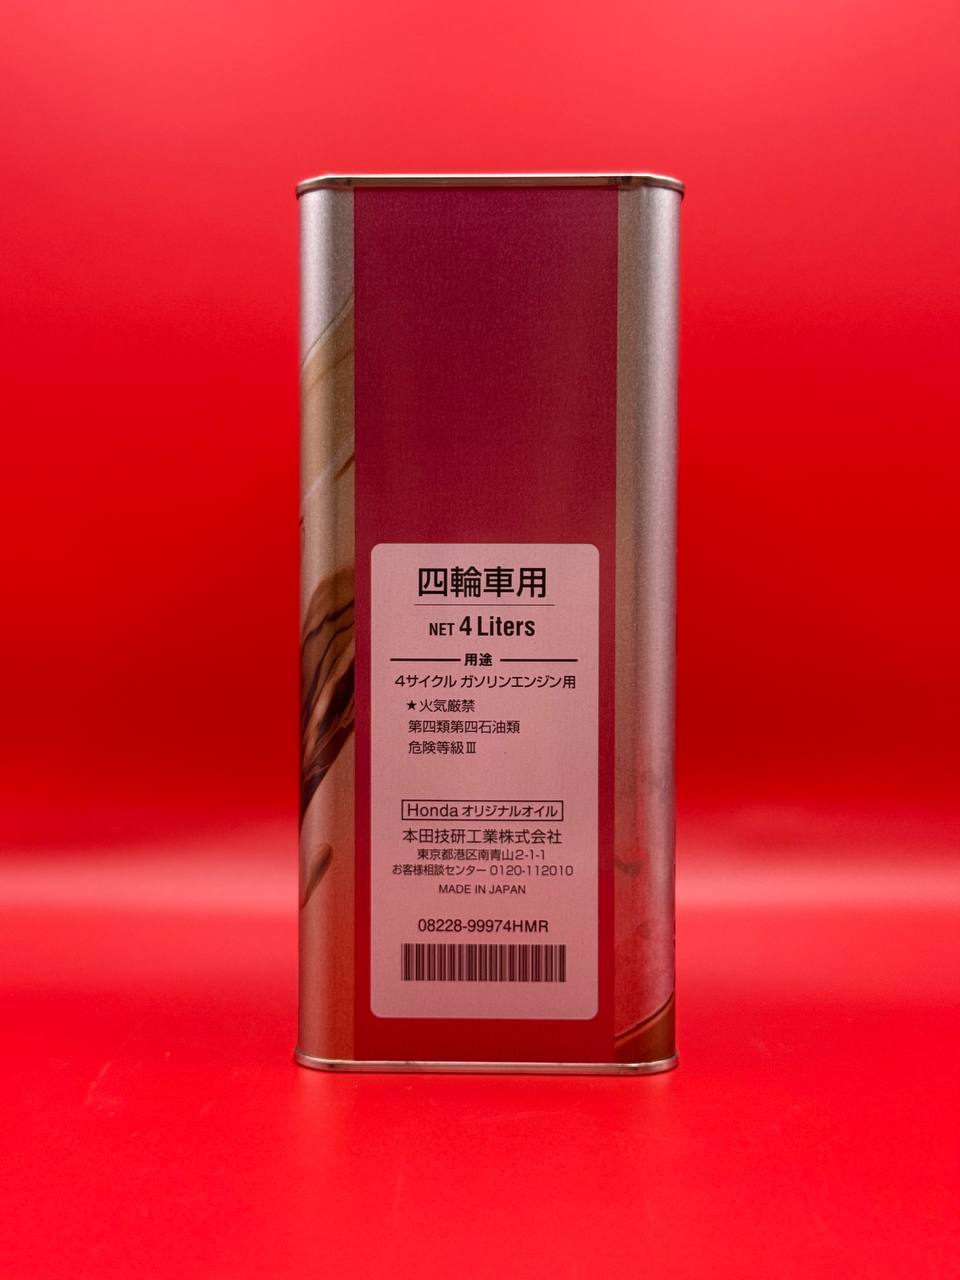 四輪車用
NET 4 Liters
用途
4サイクル ガソリンエンジン用
★火気厳禁
第四類第四石油類
危険等級Ⅲ
Honda オリジナルオイル
本田技研工業株式会社
東京都港区南青山2-1-1
お客様相談センター 0120-112010
MADE IN JAPAN
08228-99974HMR